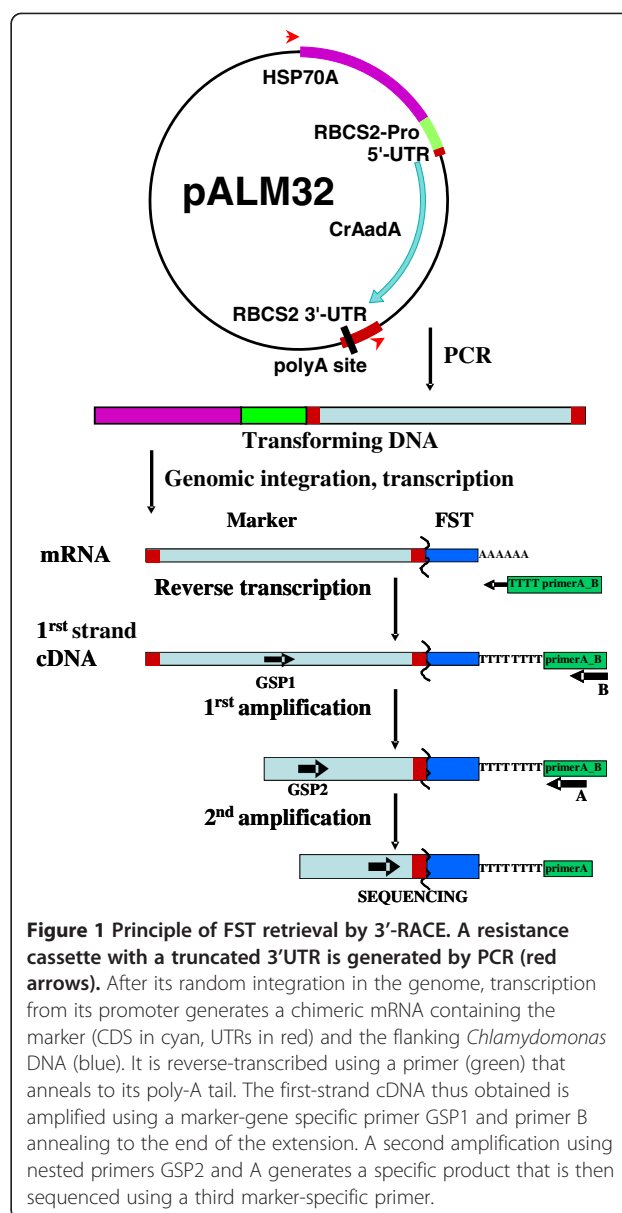 HSP70A
RBCS2-Pro
5'-UTR
pALM32
CrAadA
RBCS2 3'-UTR
polyA site
PCR
Transforming DNA
Genomic integration, transcription
Marker FST
mRNA AAAAAA
Reverse transcription TTTT primerA_B
1rst strand
cDNA TTTT TTTT primerA_B
GSP1 B
1rst amplification
TTTT TTTT primerA_B
GSP2 A
2nd amplification
TTTT TTTT primerA
SEQUENCING
Figure 1 Principle of FST retrieval by 3'-RACE. A resistance
cassette with a truncated 3'UTR is generated by PCR (red
arrows). After its random integration in the genome, transcription
from its promoter generates a chimeric mRNA containing the
marker (CDS in cyan, UTRs in red) and the flanking Chlamydomonas
DNA (blue). It is reverse-transcribed using a primer (green) that
anneals to its poly-A tail. The first-strand cDNA thus obtained is
amplified using a marker-gene specific primer GSP1 and primer B
annealing to the end of the extension. A second amplification using
nested primers GSP2 and A generates a specific product that is then
sequenced using a third marker-specific primer.